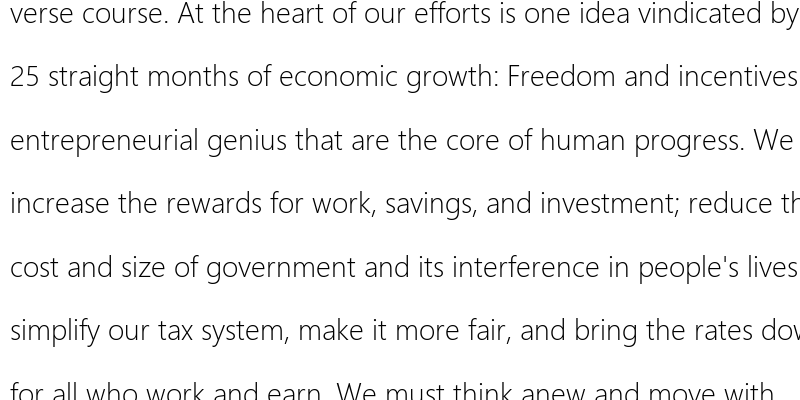 verse course. At the heart of our efforts is one idea vindicated by
25 straight months of economic growth: Freedom and incentives
entrepreneurial genius that are the core of human progress. We
increase the rewards for work, savings, and investment; reduce th
cost and size of government and its interference in people's lives
simplify our tax system, make it more fair, and bring the rates dow
for all who work and earn. We must think anew and move with